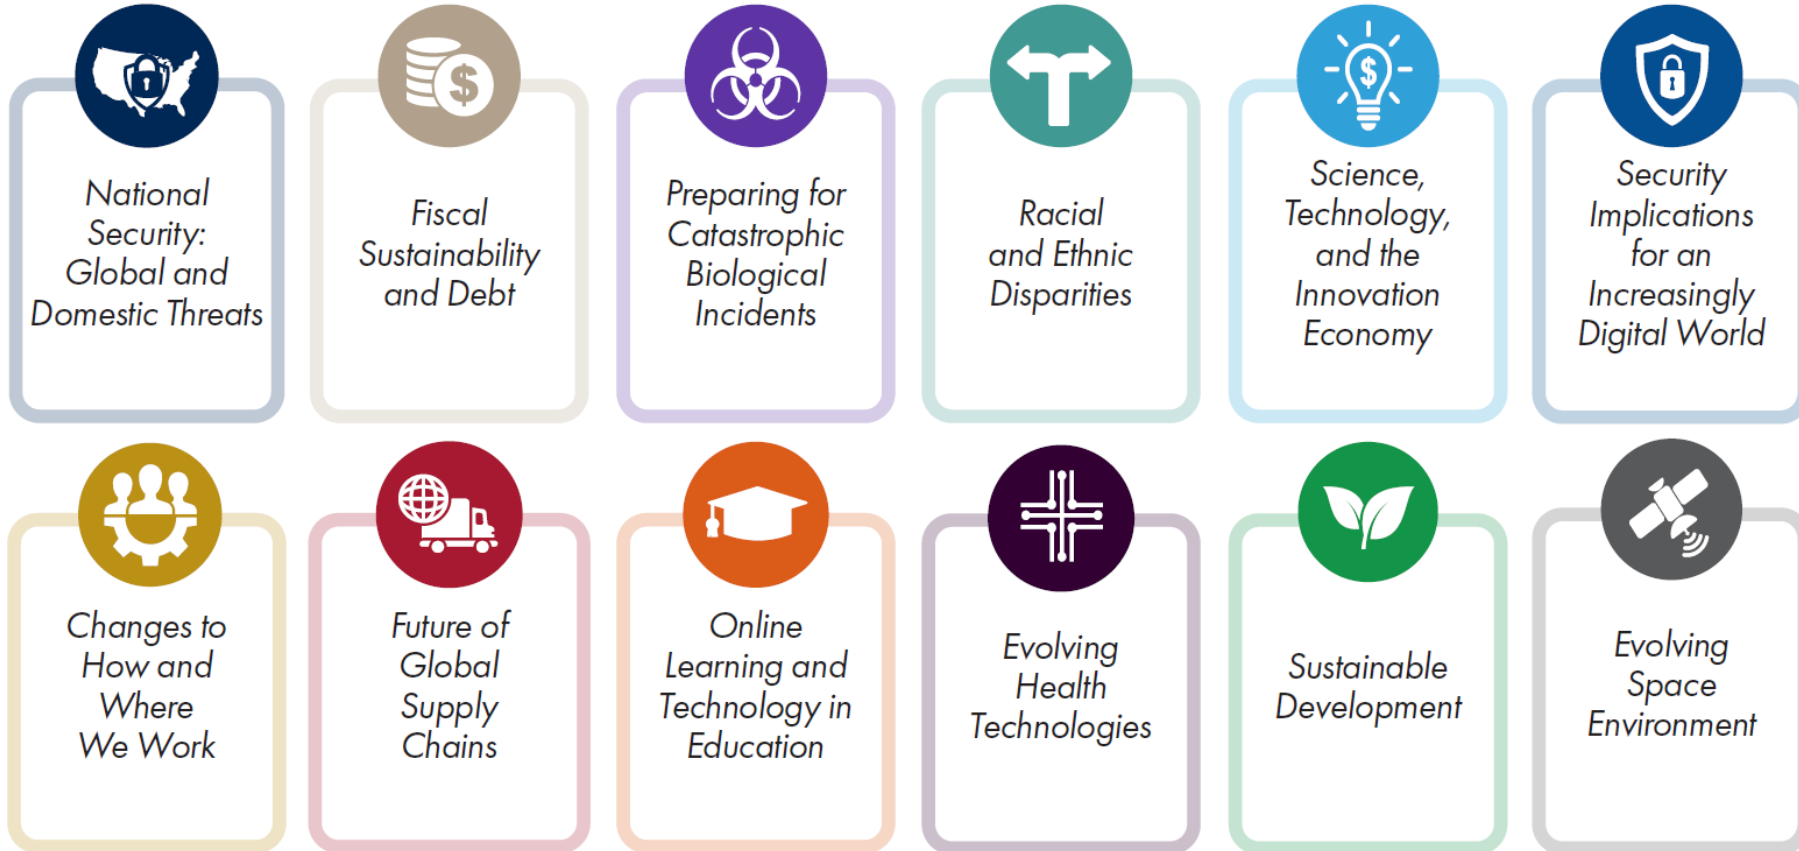 National
Security:
Global and
Domestic Threats
Fiscal
Sustainability
and Debt
Preparing for
Catastrophic
Biological
Incidents
Racial
and Ethnic
Disparities
Science,
Technology,
and the
Innovation
Economy
Security
Implications
for an
Increasingly
Digital World
Changes to
How and
Where
We Work
Future of
Global
Supply
Chains
Online
Learning and
Technology in
Education
Evolving
Health
Technologies
Sustainable
Development
Evolving
Space
Environment